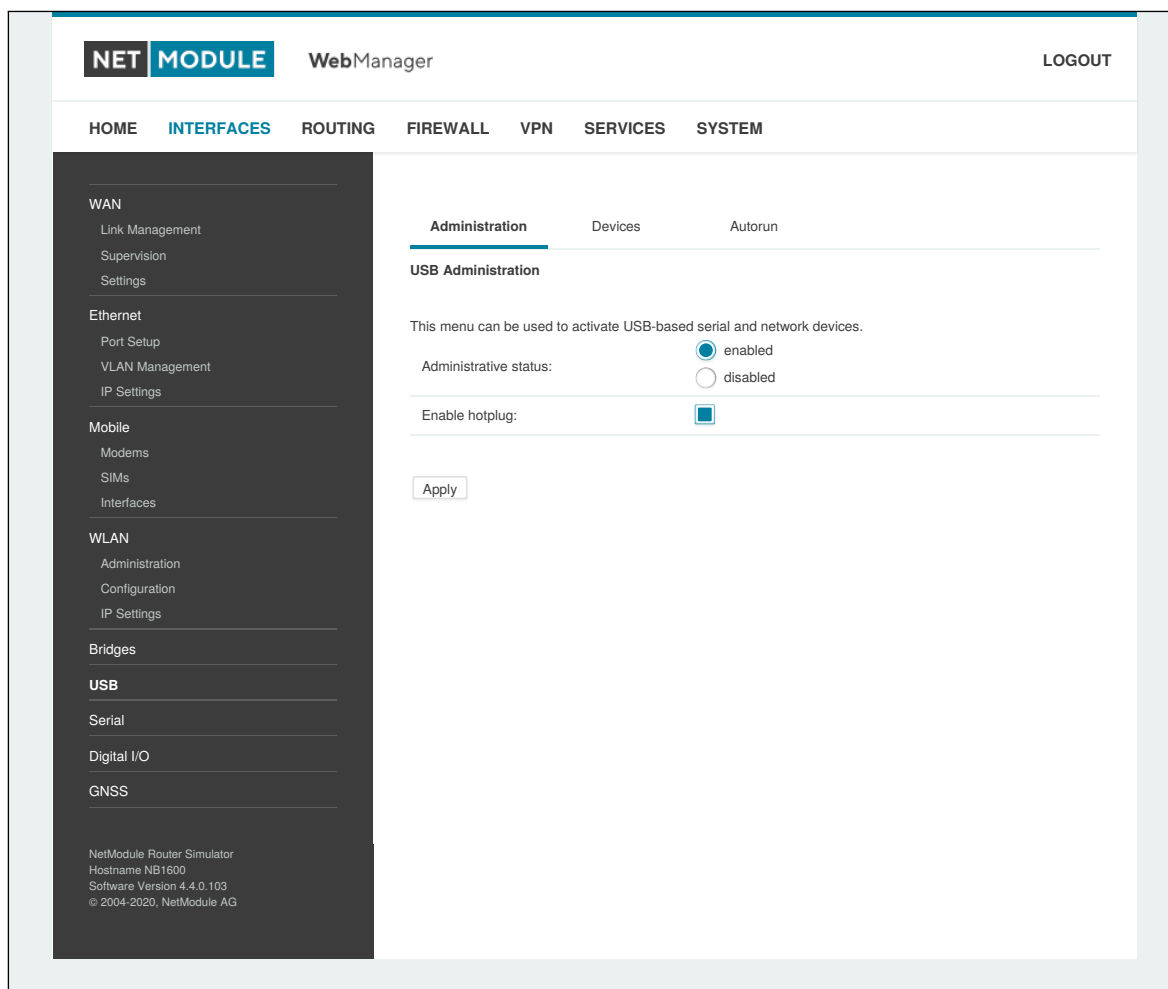 NET MODULE WebManager LOGOUT
HOME INTERFACES ROUTING FIREWALL VPN SERVICES SYSTEM
WAN
Link Management
Supervision
Settings
Ethernet
Port Setup
VLAN Management
IP Settings
Mobile
Modems
SIMs
Interfaces
WLAN
Administration
Configuration
IP Settings
Bridges
USB
Serial
Digital I/O
GNSS
NetModule Router Simulator
Hostname NB1600
Software Version 4.4.0.103
© 2004-2020, NetModule AG
Administration Devices Autorun
USB Administration
This menu can be used to activate USB-based serial and network devices.
Administrative status:
enabled
disabled
Enable hotplug:
Apply